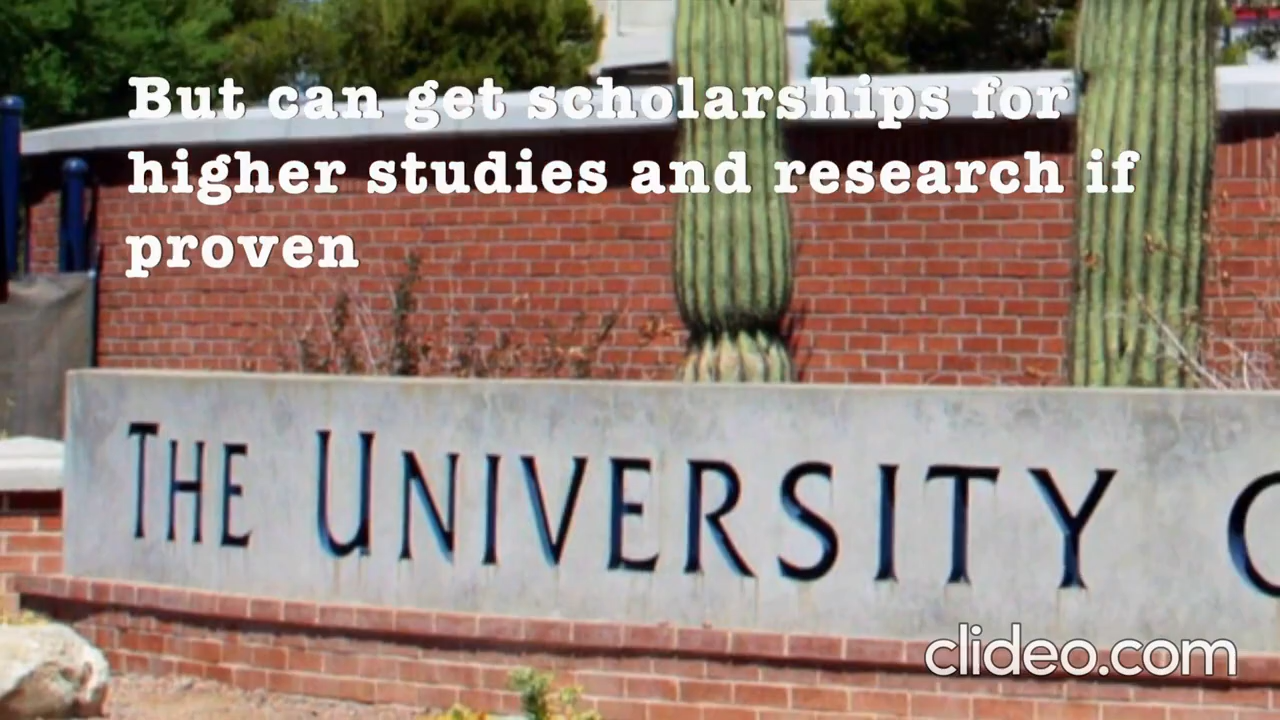 But can get scholarships for
higher studies and research if
proven
THE UNIVERSITY
clideo.com